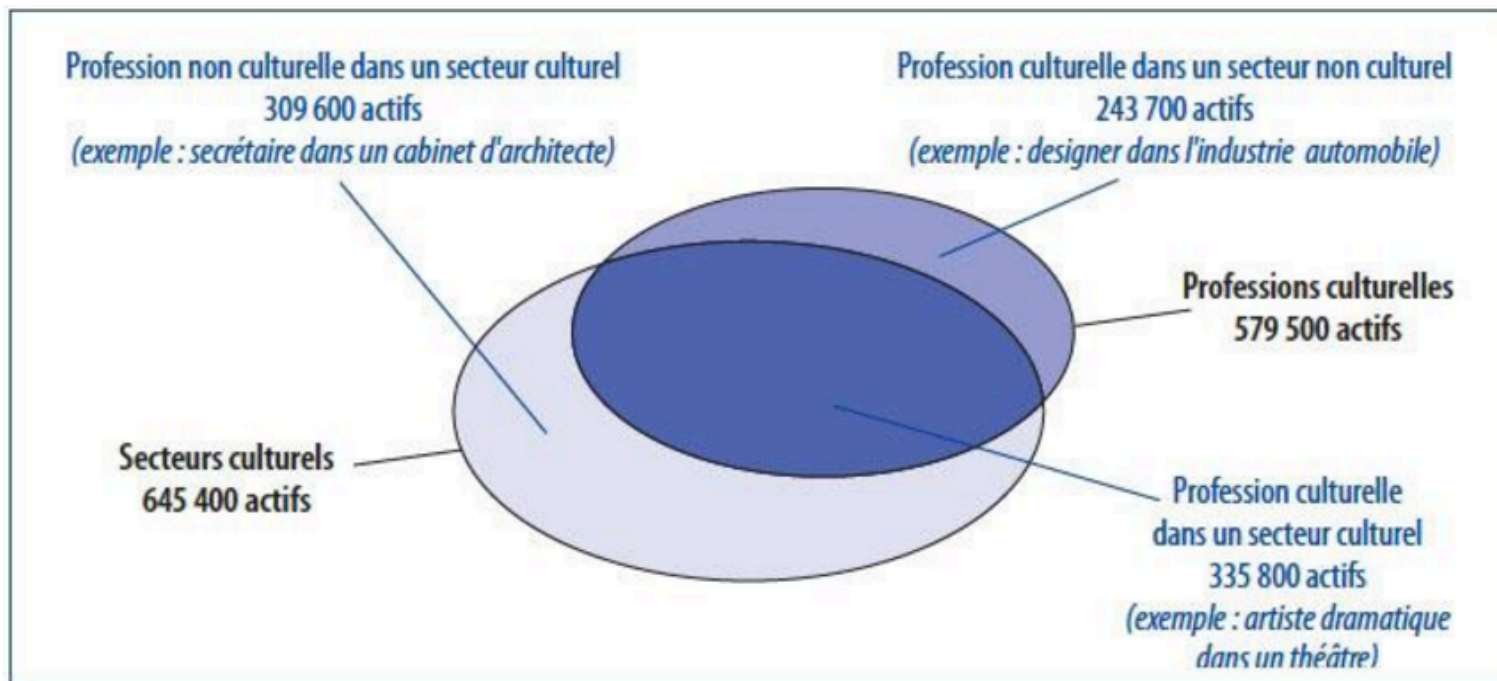 Profession non culturelle dans un secteur culturel
309 600 actifs
(exemple : secrétaire dans un cabinet d'architecte)
Profession culturelle dans un secteur non culturel
243 700 actifs
(exemple : designer dans l'industrie automobile)
Professions culturelles
579 500 actifs
Secteurs culturels
645 400 actifs
Profession culturelle
dans un secteur culturel
335 800 actifs
(exemple : artiste dramatique
dans un théâtre)